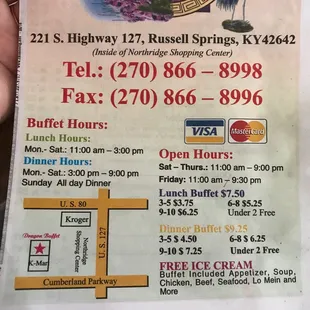 221 S. Highway 127, Russell Springs, KY42642
(Inside of Northridge Shopping Center)
Tel.: (270) 866 – 8998
Fax: (270) 866 – 8996
Buffet Hours:
Lunch Hours:
Mon.- Sat.: 11:00 am – 3:00 pm
Dinner Hours:
Mon.- Sat.: 3:00 pm – 9:00 pm
Sunday All day Dinner
VISA
MasterCard
Open Hours:
Sat – Thurs.: 11:00 am – 9:00 pm
Friday: 11:00 am – 9:30 pm
Lunch Buffet $7.50
3-5 $3.75 6-8 $5.25
9-10 $6.25 Under 2 Free
Dinner Buffet $9.25
3-5 $ 4.50 6-8 $ 6.25
9-10 $ 7.25 Under 2 Free
FREE ICE CREAM
Buffet Included Appetizer, Soup,
Chicken, Beef, Seafood, Lo Mein and
More
U.S. 80
Kroger
Dragon Buffet
K-Mart
Northridge
Shopping Center
U.S. 127
Cumberland Parkway